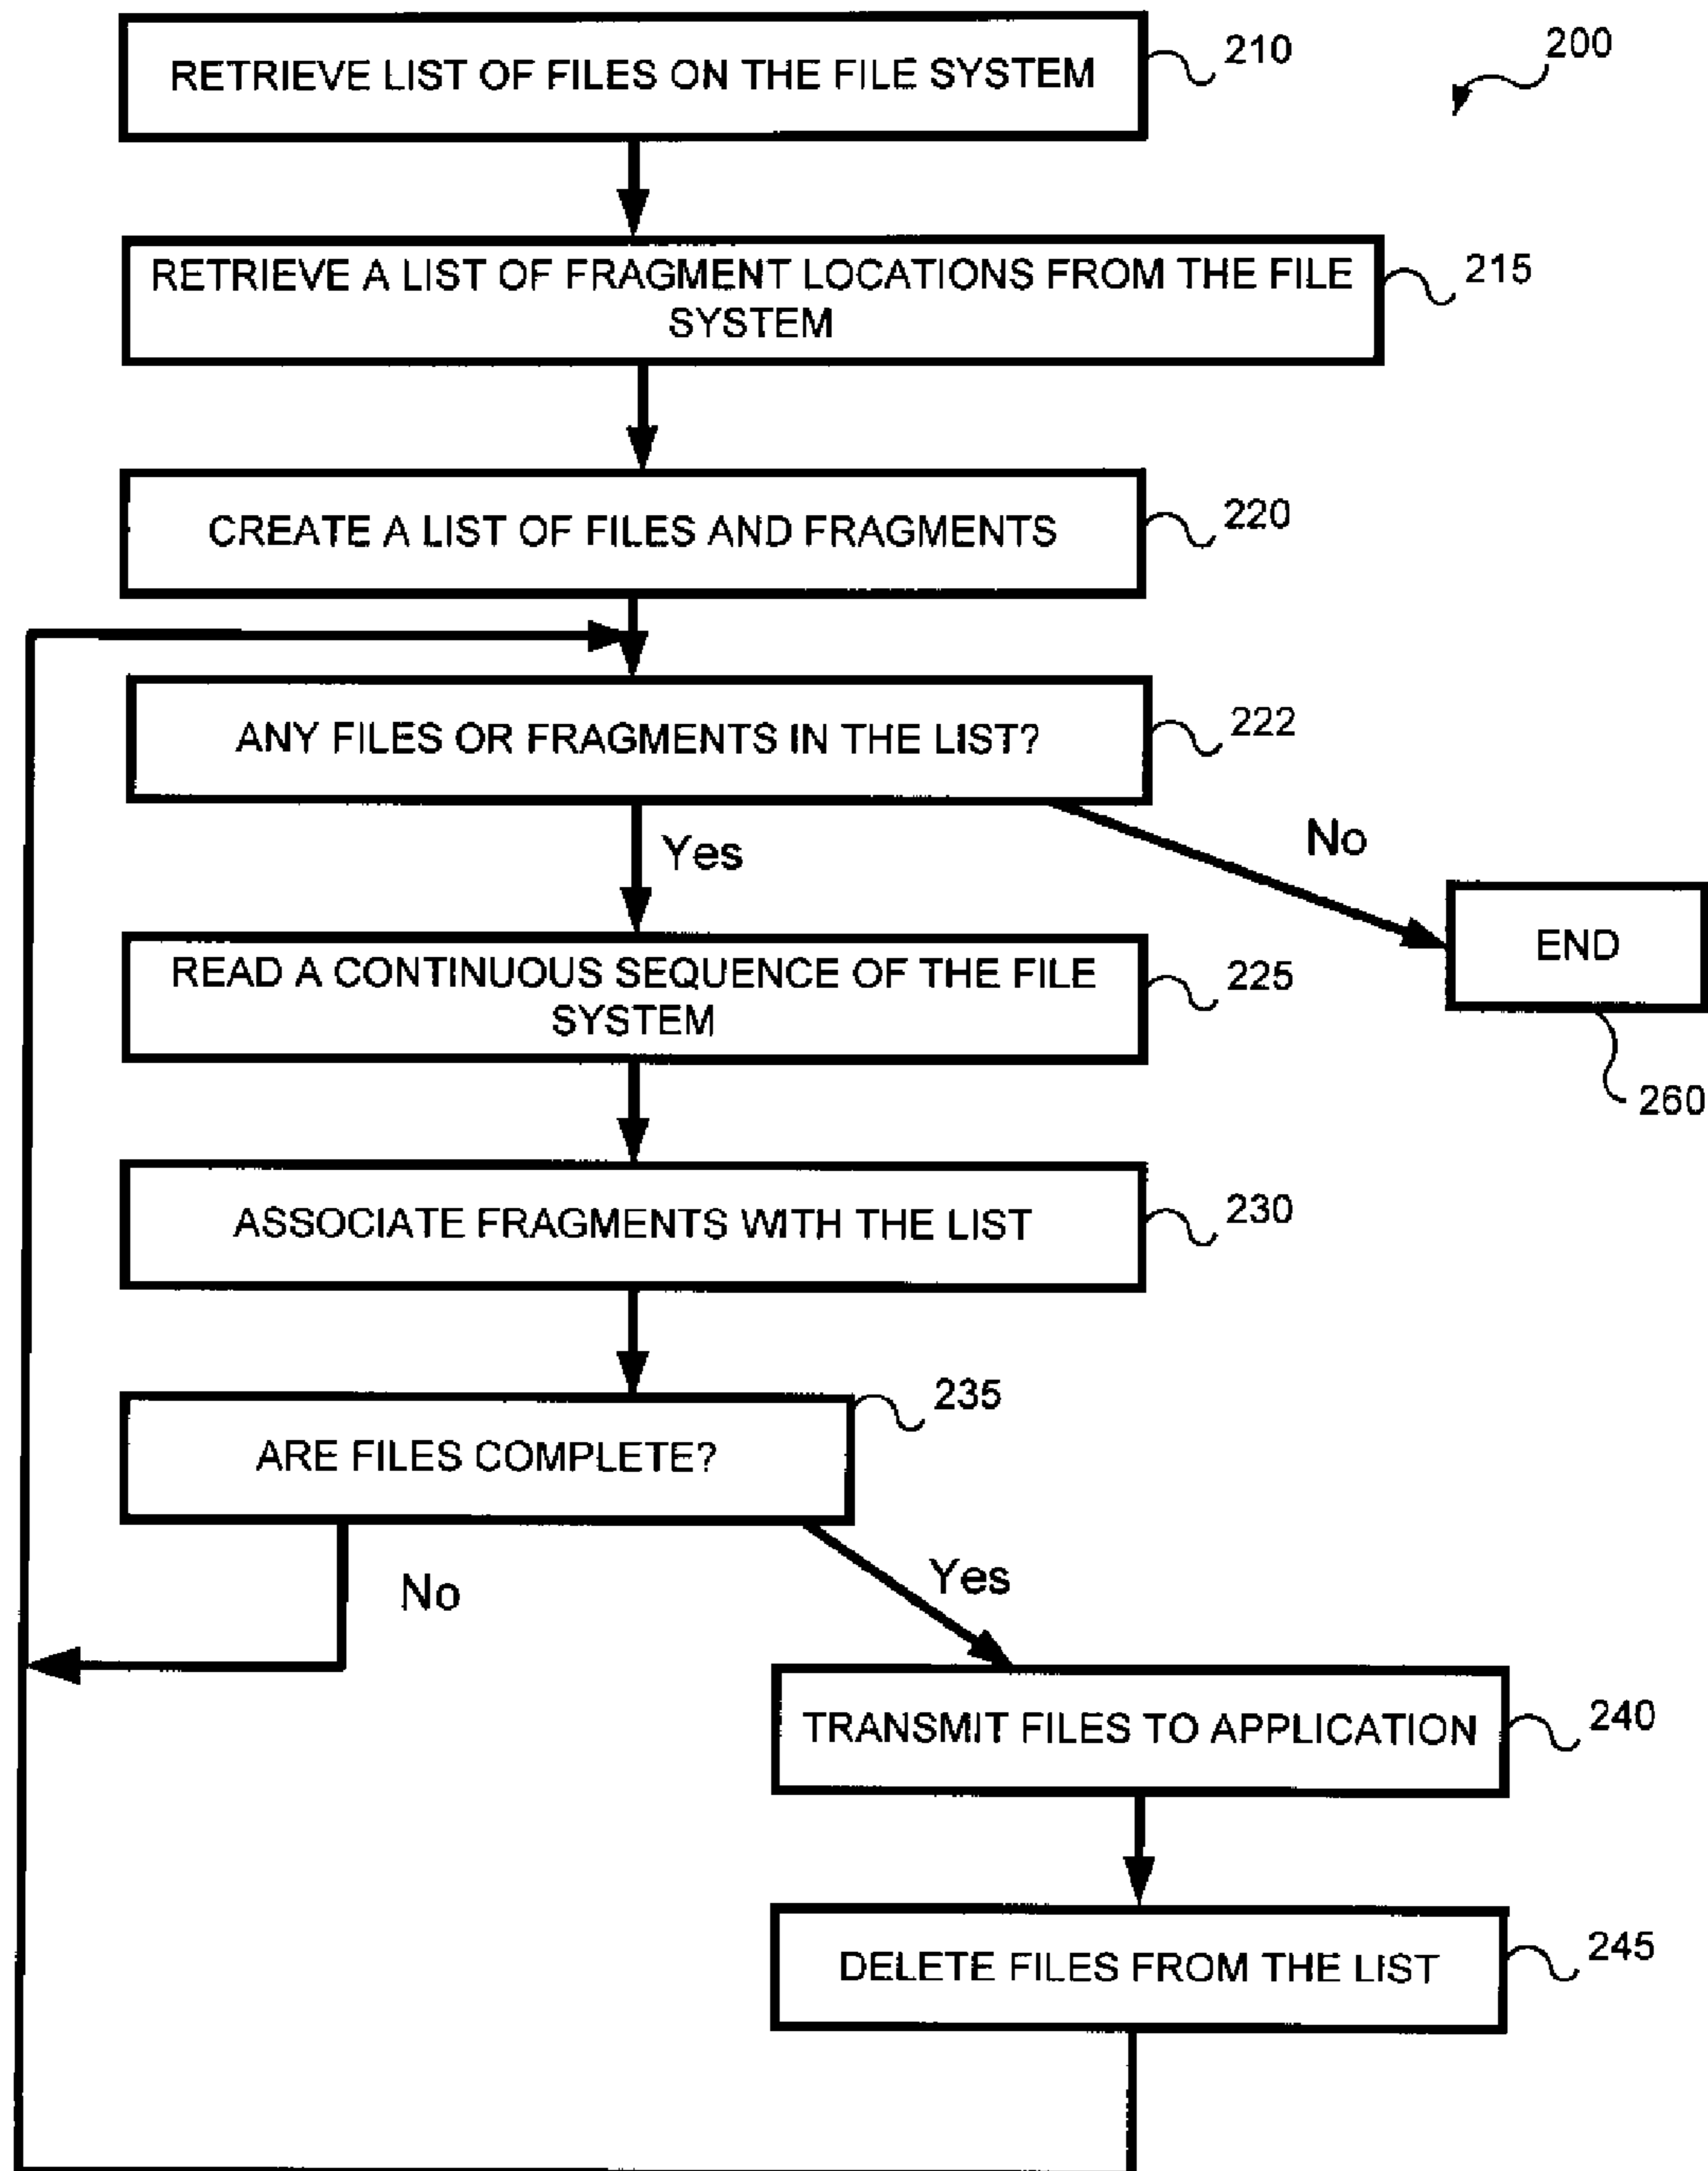 RETRIEVE LIST OF FILES ON THE FILE SYSTEM
210
200
RETRIEVE A LIST OF FRAGMENT LOCATIONS FROM THE FILE
SYSTEM
215
CREATE A LIST OF FILES AND FRAGMENTS
220
ANY FILES OR FRAGMENTS IN THE LIST?
222
Yes
No
READ A CONTINUOUS SEQUENCE OF THE FILE
SYSTEM
225
END
260
ASSOCIATE FRAGMENTS WITH THE LIST
230
ARE FILES COMPLETE?
235
No
Yes
TRANSMIT FILES TO APPLICATION
240
DELETE FILES FROM THE LIST
245